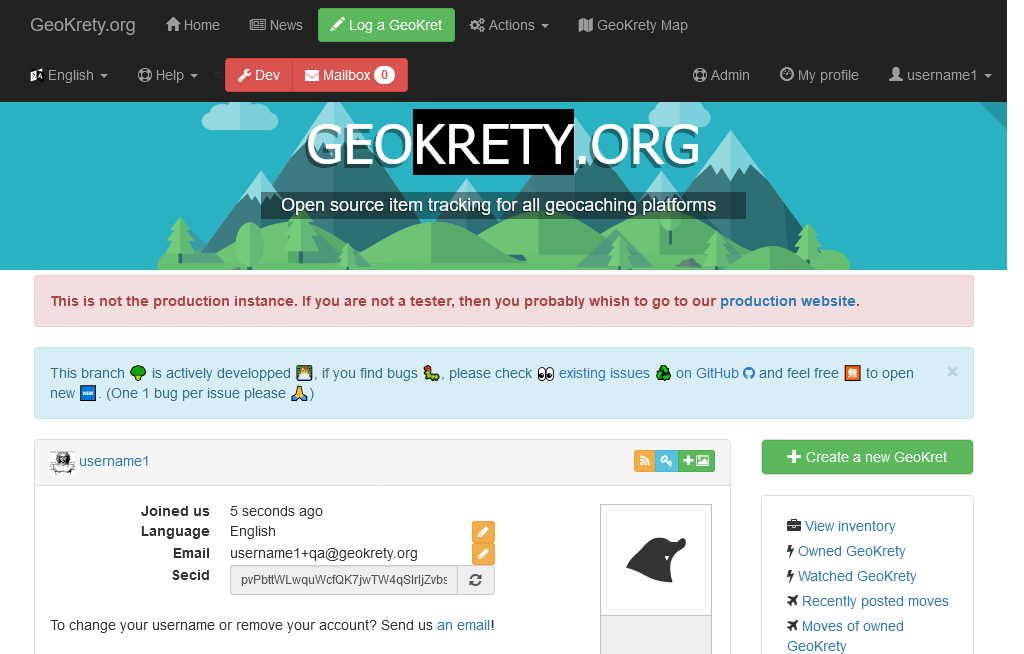 GeoKrety.org Home News Log a GeoKret Actions GeoKrety Map
English Help < Dev Mailbox 0 Admin My profile username1
GEOKRETY.ORG
Open source item tracking for all geocaching platforms
This is not the production instance. If you are not a tester, then you probably whish to go to our production website.
This branch 🌳 is actively developped, if you find bugs 🐛, please check 👀 existing issues on GitHub and feel free to open
new 🆕. (One 1 bug per issue please 🙏)
×
username1
Create a new GeoKret
Joined us 5 seconds ago
Language English
Email username1+qa@geokrety.org
Secid pvPbttWLwquWcfQK7jwTW4qSIrIjZvbs
To change your username or remove your account? Send us an email!
View inventory
Owned GeoKrety
Watched GeoKrety
Recently posted moves
Moves of owned
GeoKrety